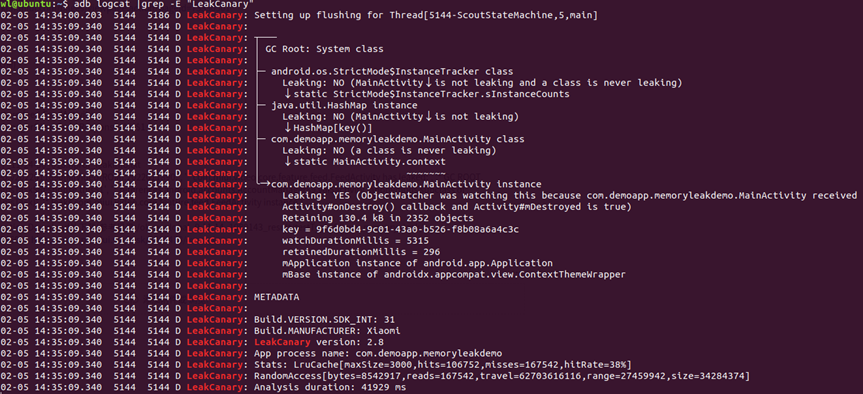 wl@ubuntu:~$ adb logcat |grep -E "LeakCanary"
02-05 14:34:00.203  5144  5186 D LeakCanary: Setting up flushing for Thread[5144-ScoutStateMachine,5,main]
02-05 14:35:09.340  5144  5144 D LeakCanary:
02-05 14:35:09.340  5144  5144 D LeakCanary: ┬───
02-05 14:35:09.340  5144  5144 D LeakCanary: │ GC Root: System class
02-05 14:35:09.340  5144  5144 D LeakCanary: │
02-05 14:35:09.340  5144  5144 D LeakCanary: ├─ android.os.StrictMode$InstanceTracker class
02-05 14:35:09.340  5144  5144 D LeakCanary: │    Leaking: NO (MainActivity↓ is not leaking and a class is never leaking)
02-05 14:35:09.340  5144  5144 D LeakCanary: │    ↓ static StrictMode$InstanceTracker.sInstanceCounts
02-05 14:35:09.340  5144  5144 D LeakCanary: ├─ java.util.HashMap instance
02-05 14:35:09.340  5144  5144 D LeakCanary: │    Leaking: NO (MainActivity↓ is not leaking)
02-05 14:35:09.340  5144  5144 D LeakCanary: │    ↓ HashMap[key()]
02-05 14:35:09.340  5144  5144 D LeakCanary: ├─ com.demoapp.memoryleakdemo.MainActivity class
02-05 14:35:09.340  5144  5144 D LeakCanary: │    Leaking: NO (a class is never leaking)
02-05 14:35:09.340  5144  5144 D LeakCanary: │    ↓ static MainActivity.context
02-05 14:35:09.340  5144  5144 D LeakCanary: │                          ~~~~~~~
02-05 14:35:09.340  5144  5144 D LeakCanary: ╰→ com.demoapp.memoryleakdemo.MainActivity instance
02-05 14:35:09.340  5144  5144 D LeakCanary:      Leaking: YES (ObjectWatcher was watching this because com.demoapp.memoryleakdemo.MainActivity received
02-05 14:35:09.340  5144  5144 D LeakCanary:      Activity#onDestroy() callback and Activity#mDestroyed is true)
02-05 14:35:09.340  5144  5144 D LeakCanary:      Retaining 130.4 kB in 2352 objects
02-05 14:35:09.340  5144  5144 D LeakCanary:      key = 9f6d0bd4-9c01-43a0-b526-f8b08a6a4c3c
02-05 14:35:09.340  5144  5144 D LeakCanary:      watchDurationMillis = 5315
02-05 14:35:09.340  5144  5144 D LeakCanary:      retainedDurationMillis = 296
02-05 14:35:09.340  5144  5144 D LeakCanary:      mApplication instance of android.app.Application
02-05 14:35:09.340  5144  5144 D LeakCanary:      mBase instance of androidx.appcompat.view.ContextThemeWrapper
02-05 14:35:09.340  5144  5144 D LeakCanary:
02-05 14:35:09.340  5144  5144 D LeakCanary: METADATA
02-05 14:35:09.340  5144  5144 D LeakCanary:
02-05 14:35:09.340  5144  5144 D LeakCanary: Build.VERSION.SDK_INT: 31
02-05 14:35:09.340  5144  5144 D LeakCanary: Build.MANUFACTURER: Xiaomi
02-05 14:35:09.340  5144  5144 D LeakCanary: LeakCanary version: 2.8
02-05 14:35:09.340  5144  5144 D LeakCanary: App process name: com.demoapp.memoryleakdemo
02-05 14:35:09.340  5144  5144 D LeakCanary: Stats: LruCache[maxSize=3000,hits=106752,misses=167542,hitRate=38%]
02-05 14:35:09.340  5144  5144 D LeakCanary: RandomAccess[bytes=8542917,reads=167542,travel=62703616116,range=27459942,size=34284374]
02-05 14:35:09.340  5144  5144 D LeakCanary: Analysis duration: 41929 ms